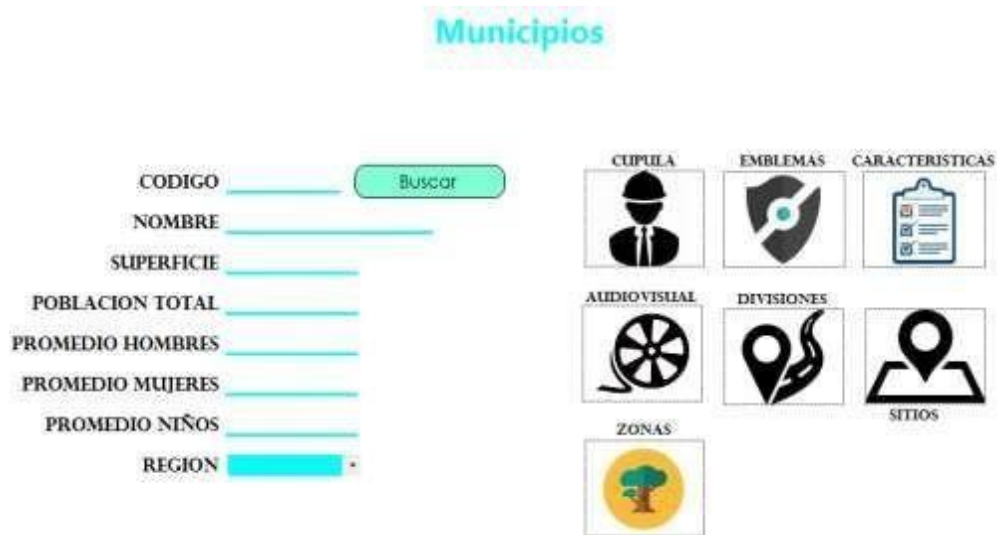 Municipios
CODIGO
Buscar
NOMBRE
SUPERFICIE
POBLACION TOTAL
PROMEDIO HOMBRES
PROMEDIO MUJERES
PROMEDIO NIÑOS
REGION
CUPULA
EMBLEMAS
CARACTERISTICAS
AUDIOVISUAL
DIVISIONES
SITIOS
ZONAS